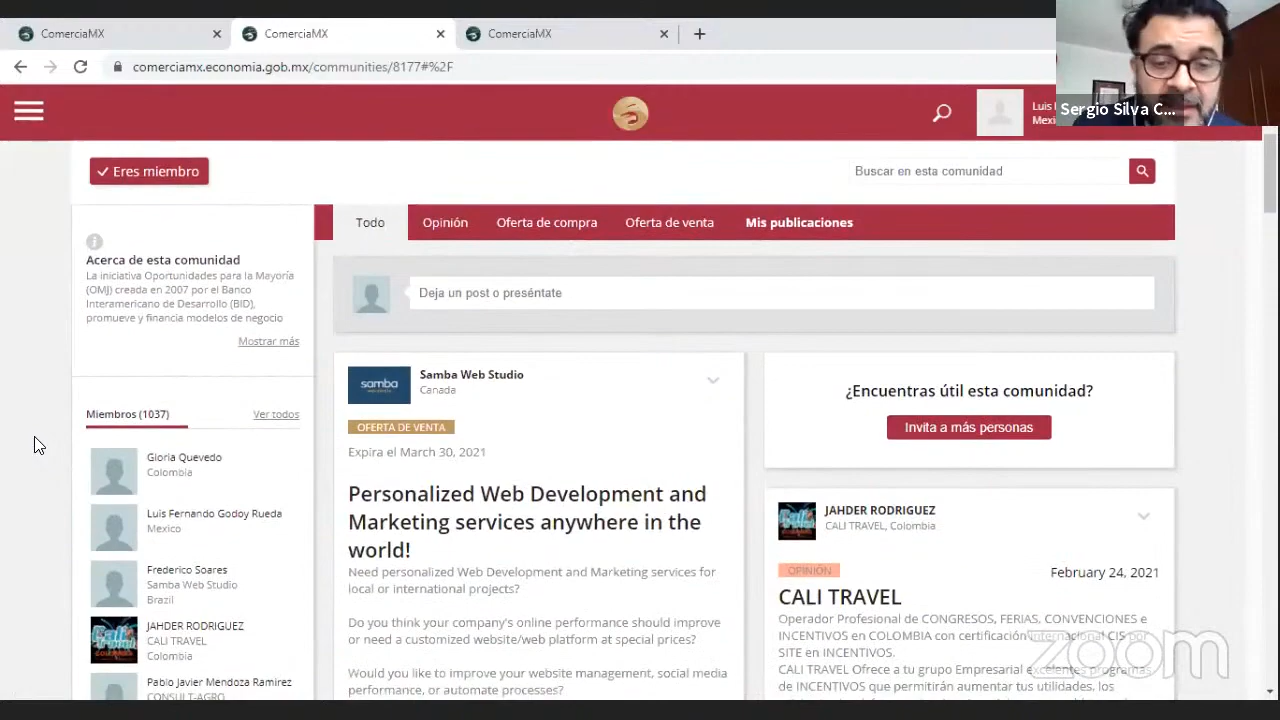 ComerciaMX
ComerciaMX
ComerciaMX
comerciamx.economia.gob.mx/communities/8177#%2F
Luis
Mexi
Sergio Silva C...
Eres miembro
Buscar en esta comunidad
Todo
Opinión
Oferta de compra
Oferta de venta
Mis publicaciones
Acerca de esta comunidad
La iniciativa Oportunidades para la Mayoría
(OMJ) creada en 2007 por el Banco
Interamericano de Desarrollo (BID),
promueve y financia modelos de negocio
Mostrar más
Deja un post o preséntate
Miembros (1037)
Ver todos
Gloria Quevedo
Colombia
Luis Fernando Godoy Rueda
Mexico
Frederico Soares
Samba Web Studio
Brazil
JAHDER RODRIGUEZ
CALI TRAVEL
Colombia
Pablo Javier Mendoza Ramirez
CONSULT-AGRO
samba
Samba Web Studio
Canada
OFERTA DE VENTA
Expira el March 30, 2021
Personalized Web Development and
Marketing services anywhere in the
world!
Need personalized Web Development and Marketing services for
local or international projects?
Do you think your company's online performance should improve
or need a customized website/web platform at special prices?
Would you like to improve your website management, social media
performance, or automate processes?
¿Encuentras útil esta comunidad?
Invita a más personas
JAHDER RODRIGUEZ
CALI TRAVEL, Colombia
OPINIÓN
February 24, 2021
CALI TRAVEL
Operador Profesional de CONGRESOS, FERIAS, CONVENCIONES e
INCENTIVOS en COLOMBIA con certificación internacional CIS por
SITE en INCENTIVOS.
CALI TRAVEL Ofrece a tu grupo Empresarial excelentes programas
de INCENTIVOS que permitirán aumentar tus utilidades, los
zoom